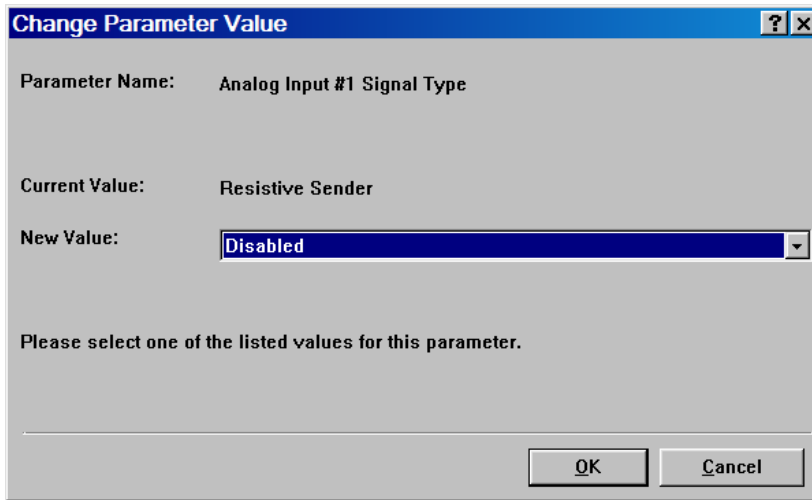 Change Parameter Value
Parameter Name: Analog Input #1 Signal Type
Current Value: Resistive Sender
New Value: Disabled
Please select one of the listed values for this parameter.
OK Cancel